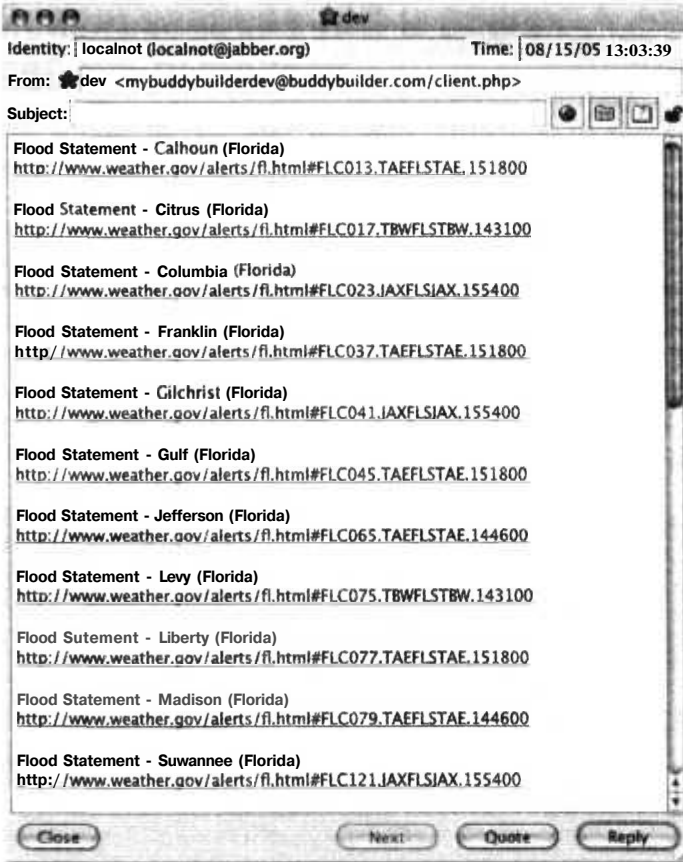 dev
Identity: localnot (localnot@jabber.org) Time: 08/15/05 13:03:39
From: dev <mybuddybuilderdev@buddybuilder.com/client.php>
Subject:
Flood Statement - Calhoun (Florida)
http://www.weather.gov/alerts/fl.html#FLC013.TAEFLSTAE.151800
Flood Statement - Citrus (Florida)
http://www.weather.gov/alerts/fl.html#FLC017.TBWFLSTBW.143100
Flood Statement - Columbia (Florida)
http://www.weather.gov/alerts/fl.html#FLC023.JAXFLSJAX.155400
Flood Statement - Franklin (Florida)
http//www.weather.gov/alerts/fl.html#FLC037.TAEFLSTAE.151800
Flood Statement - Gilchrist (Florida)
http://www.weather.gov/alerts/fl.html#FLC041.JAXFLSJAX.155400
Flood Statement - Gulf (Florida)
http://www.weather.gov/alerts/fl.html#FLC045.TAEFLSTAE.151800
Flood Statement - Jefferson (Florida)
http://www.weather.gov/alerts/fl.html#FLC065.TAEFLSTAE.144600
Flood Statement - Levy (Florida)
http://www.weather.gov/alerts/fl.html#FLC075.TBWFLSTBW.143100
Flood Sutement - Liberty (Florida)
http://www.weather.gov/alerts/fl.html#FLC077.TAEFLSTAE.151800
Flood Statement - Madison (Florida)
http://www.weather.gov/alerts/fl.html#FLC079.TAEFLSTAE.144600
Flood Statement - Suwannee (Florida)
http://www.weather.gov/alerts/fl.html#FLC121.JAXFLSJAX.155400
Close Next Quote Reply